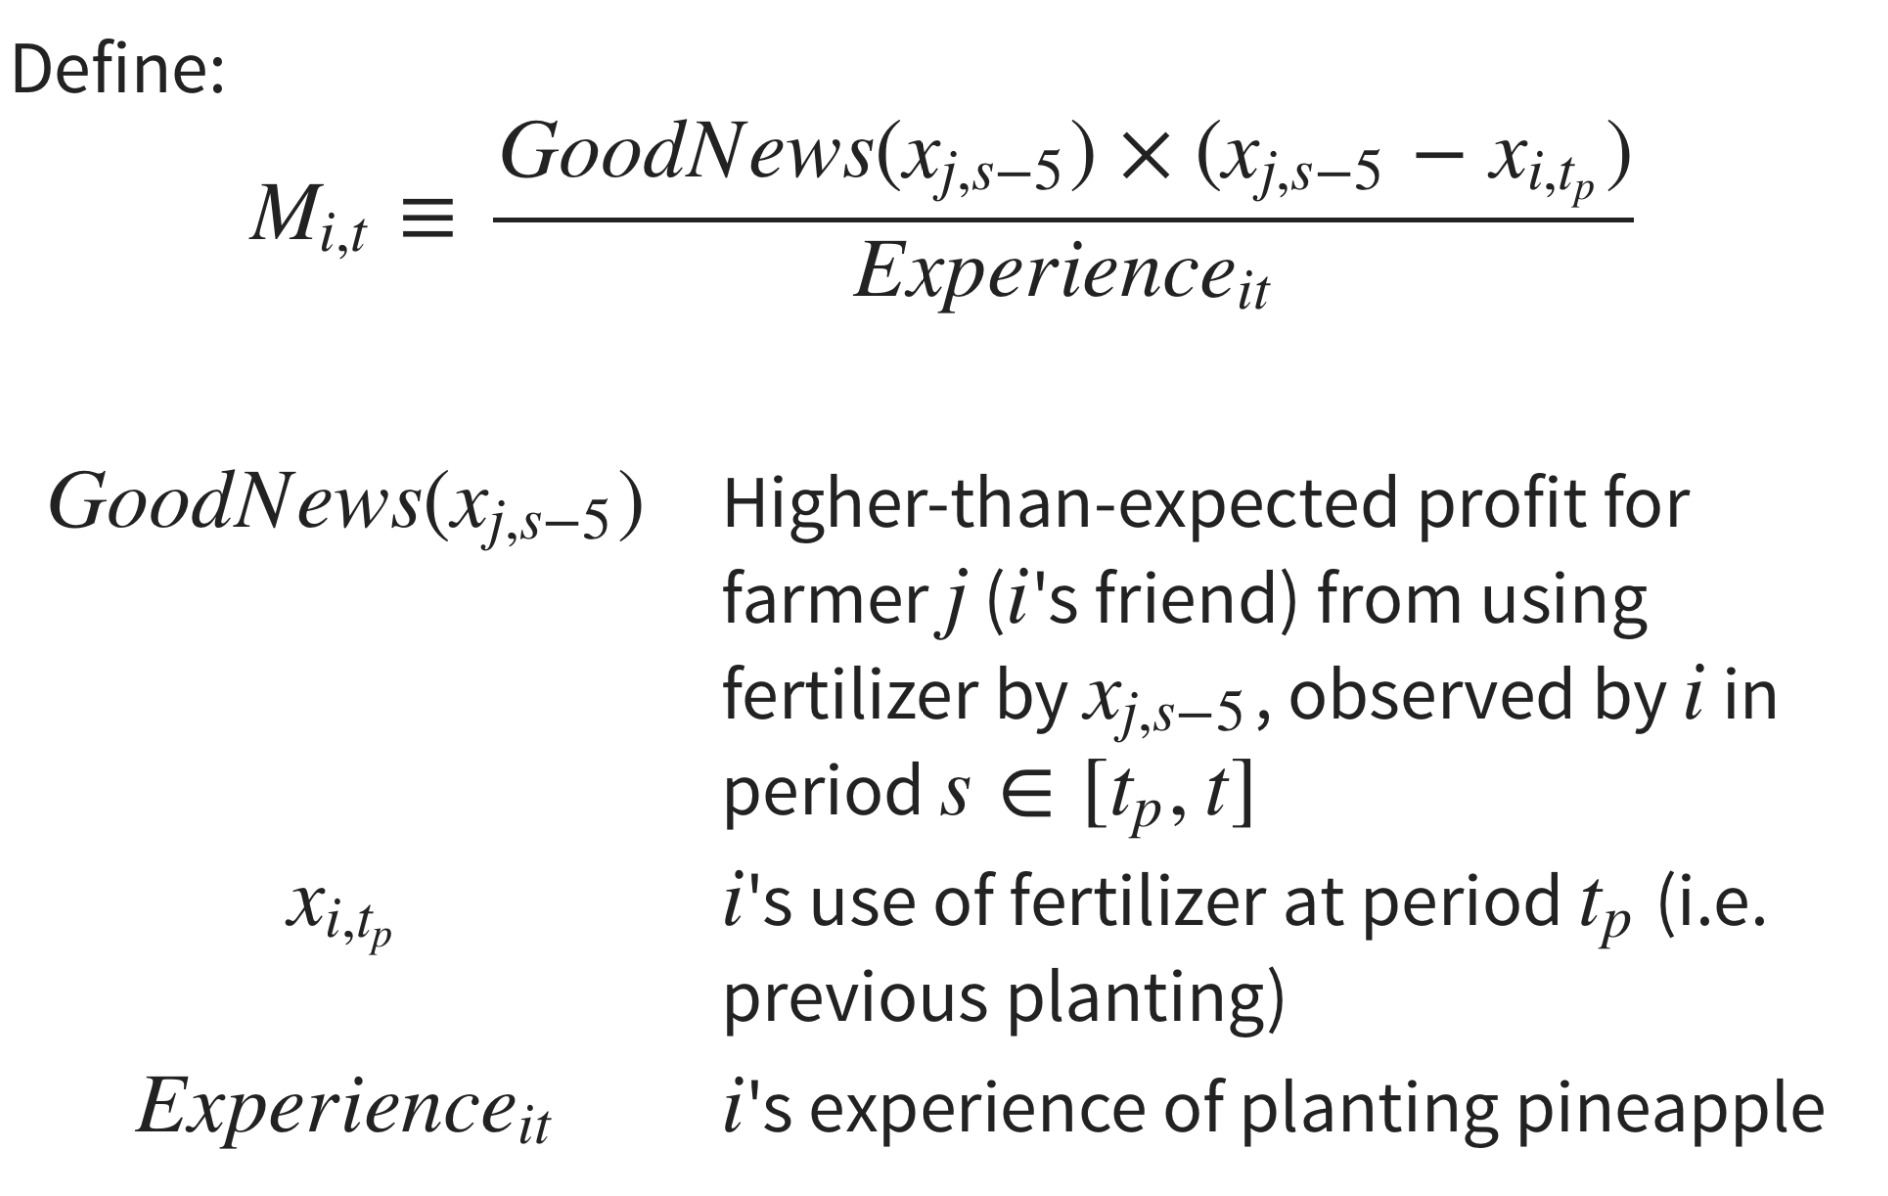 Define:
M_{i,t} ≡ \frac{GoodNews(x_{j,s−5}) × (x_{j,s−5} − x_{i,t_p})}{Experience_{it}}
GoodNews(x_{j,s−5}) Higher-than-expected profit for
farmer j (i's friend) from using
fertilizer by x_{j,s−5}, observed by i in
period s ∈ [t_p, t]
x_{i,t_p} i's use of fertilizer at period t_p (i.e.
previous planting)
Experience_{it} i's experience of planting pineapple